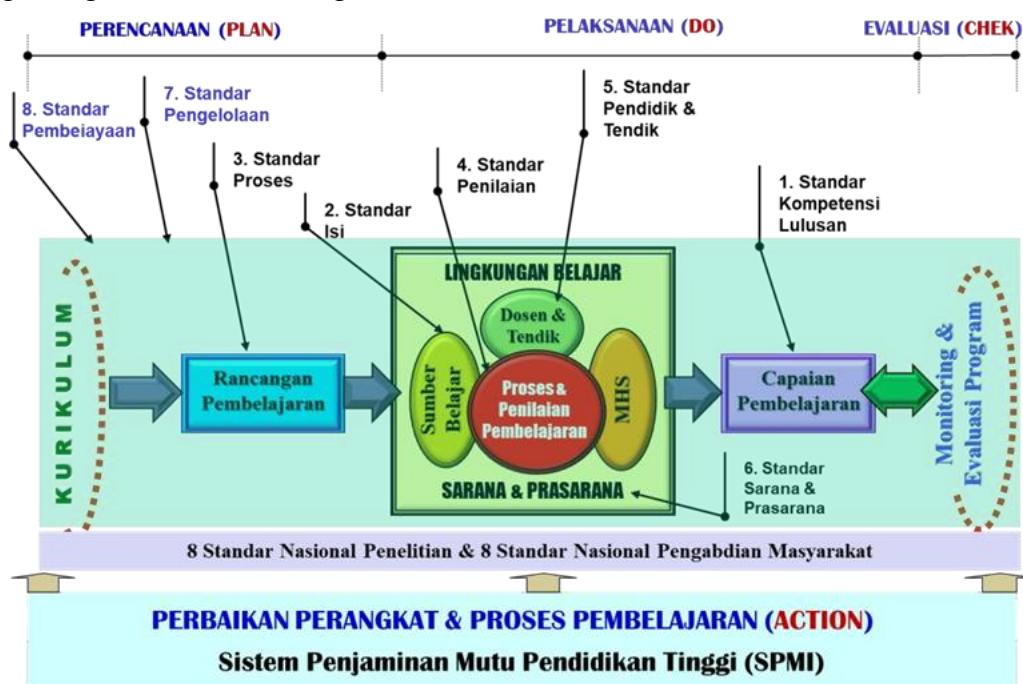 PERENCANAAN (PLAN)
PELAKSANAAN (DO)
EVALUASI (CHEK)
8. Standar
Pembeiayaan
7. Standar
Pengelolaan
3. Standar
Proses
2. Standar
Isi
4. Standar
Penilaian
5. Standar
Pendidik &
Tendik
1. Standar
Kompetensi
Lulusan
KURIKULUM
Rancangan
Pembelajaran
LINGKUNGAN BELAJAR
Dosen &
Tendik
Sumber
Belajar
Proses &
Penilaian
Pembelajaran
MHS
SARANA & PRASARANA
Capaian
Pembelajaran
6. Standar
Sarana &
Prasarana
Monitoring &
Evaluasi Program
8 Standar Nasional Penelitian & 8 Standar Nasional Pengabdian Masyarakat
PERBAIKAN PERANGKAT & PROSES PEMBELAJARAN (ACTION)
Sistem Penjaminan Mutu Pendidikan Tinggi (SPMI)